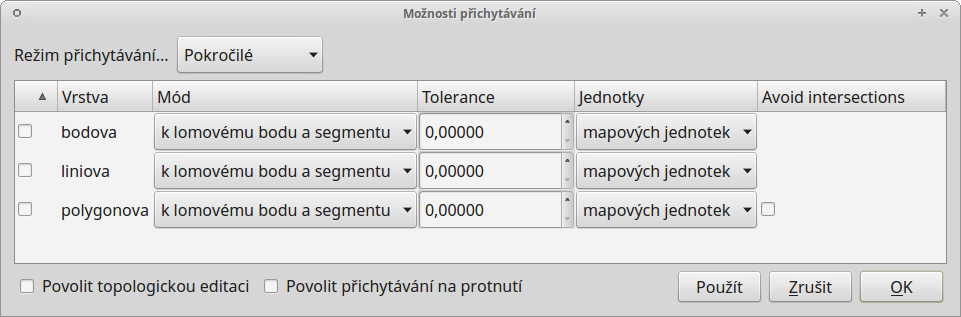 Možnosti přichytávání
Režim přichytávání... Pokročilé
Vrstva Mód Tolerance Jednotky Avoid intersections
bodova k lomovému bodu a segmentu 0,00000 mapových jednotek
liniova k lomovému bodu a segmentu 0,00000 mapových jednotek
polygonova k lomovému bodu a segmentu 0,00000 mapových jednotek
Povolit topologickou editaci Povolit přichytávání na protnutí Použít Zrušit OK